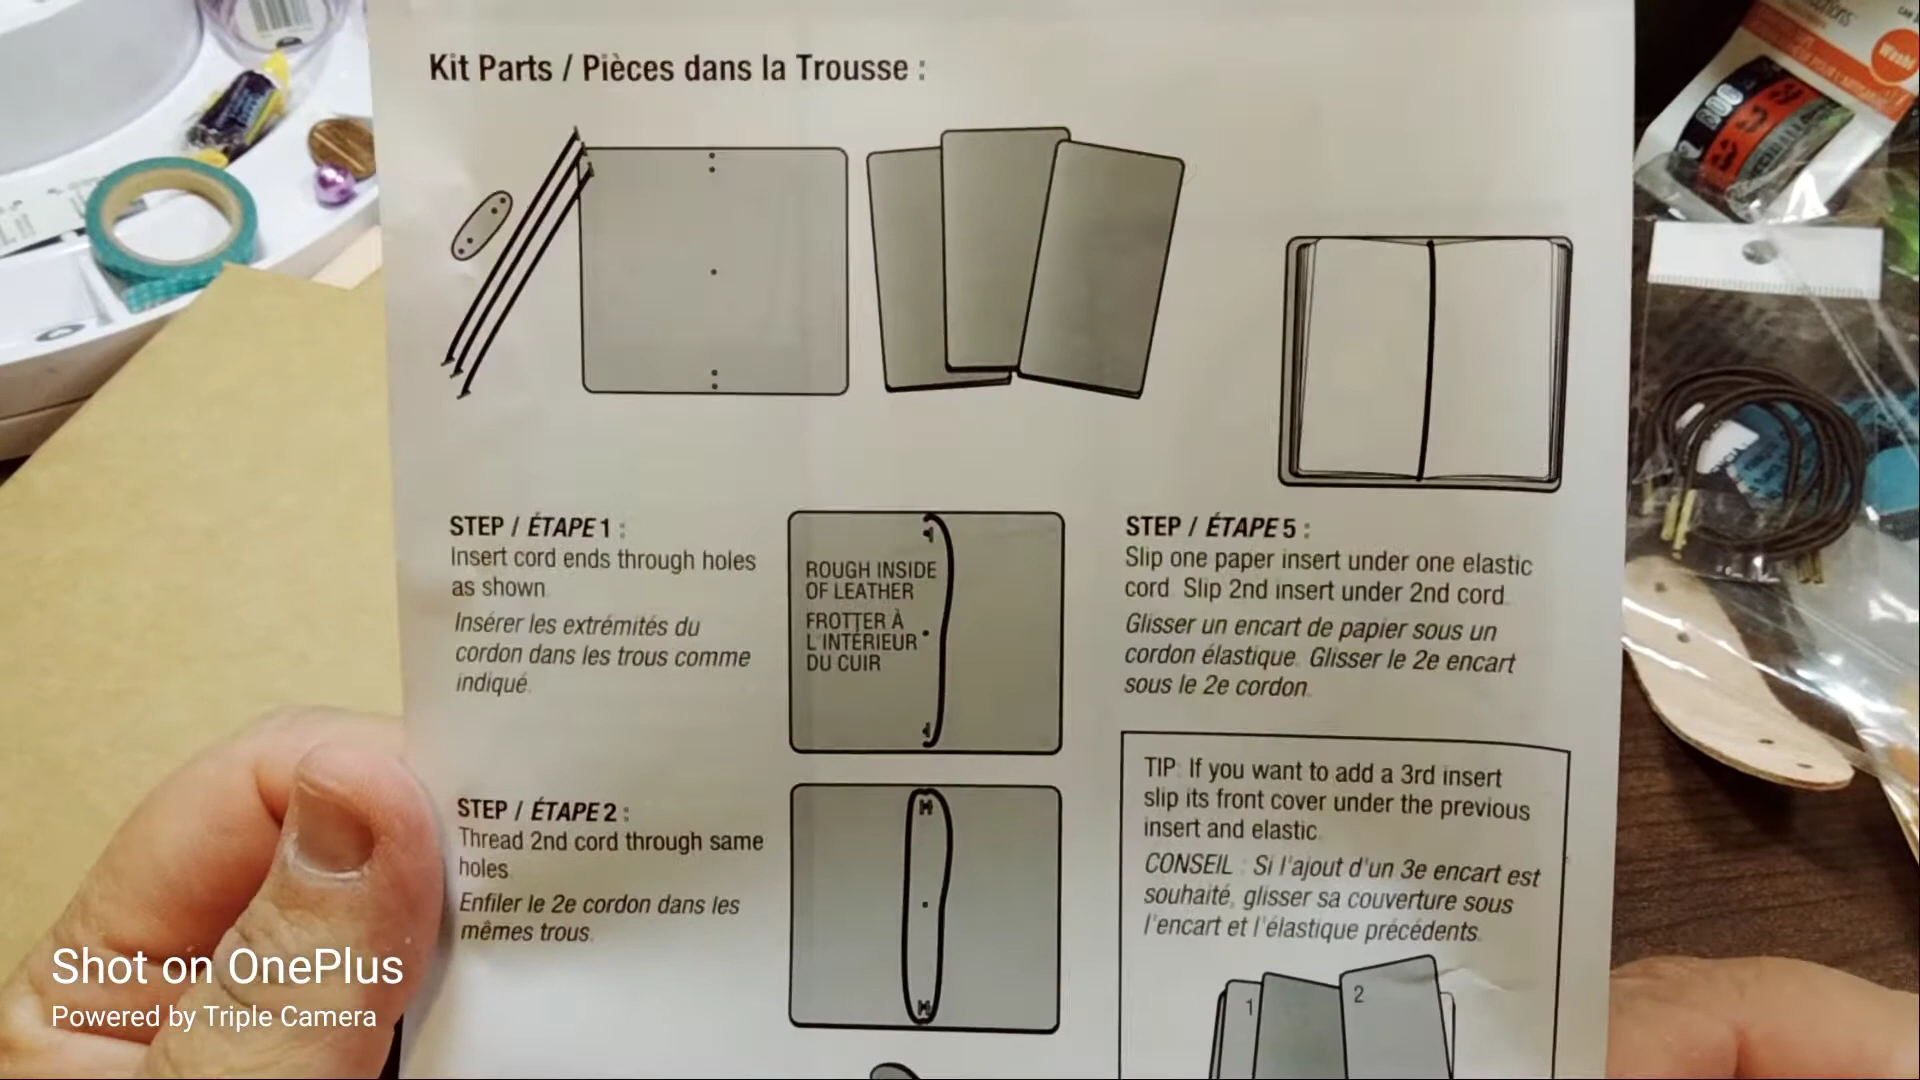 Kit Parts / Pièces dans la Trousse :
STEP / ÉTAPE 1 :
Insert cord ends through holes
as shown.
Insérer les extrémités du
cordon dans les trous comme
indiqué.
ROUGH INSIDE
OF LEATHER
FROTTER À
L'INTÉRIEUR
DU CUIR
STEP / ÉTAPE 2 :
Thread 2nd cord through same
holes.
Enfiler le 2e cordon dans les
mêmes trous.
STEP / ÉTAPE 5 :
Slip one paper insert under one elastic
cord. Slip 2nd insert under 2nd cord.
Glisser un encart de papier sous un
cordon élastique. Glisser le 2e encart
sous le 2e cordon.
TIP: If you want to add a 3rd insert
slip its front cover under the previous
insert and elastic.
CONSEIL : Si l'ajout d'un 3e encart est
souhaité, glisser sa couverture sous
l'encart et l'élastique précédents.
1
2
Washi
Shot on OnePlus
Powered by Triple Camera